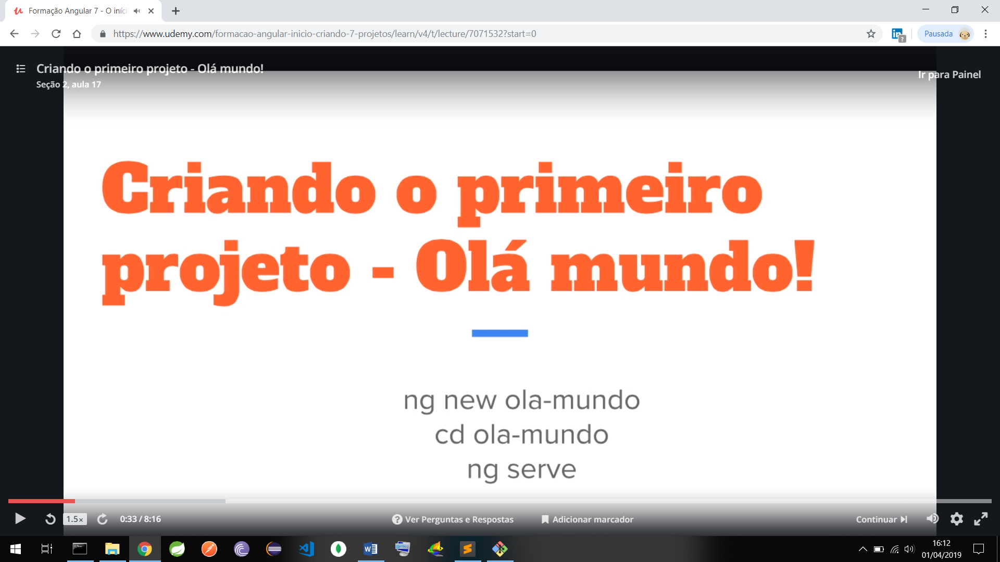 Formação Angular 7 - O iníc
https://www.udemy.com/formacao-angular-inicio-criando-7-projetos/learn/v4/t/lecture/7071532?start=0
Pausada
Criando o primeiro projeto - Olá mundo!
Seção 2, aula 17
Ir para Painel
Criando o primeiro
projeto - Olá mundo!
ng new ola-mundo
cd ola-mundo
ng serve
1.5x
0:33 / 8:16
Ver Perguntas e Respostas
Adicionar marcador
Continuar
16:12
01/04/2019